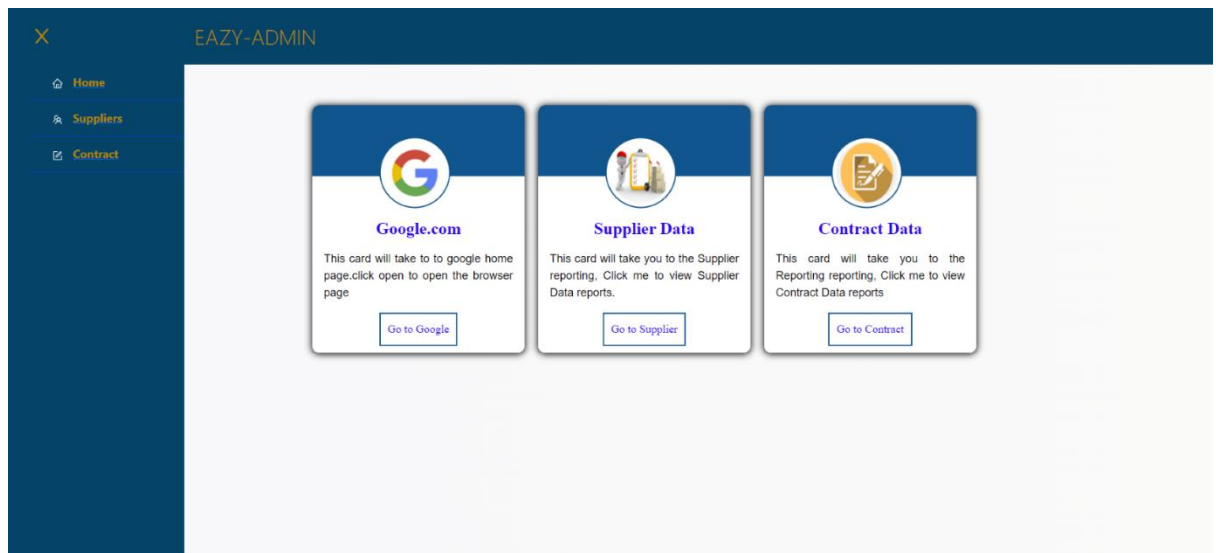 X
EAZY-ADMIN
Home
Suppliers
Contract
Google.com
This card will take to to google home
page.click open to open the browser
page
Go to Google
Supplier Data
This card will take you to the Supplier
reporting, Click me to view Supplier
Data reports.
Go to Supplier
Contract Data
This card will take you to the
Reporting reporting, Click me to view
Contract Data reports
Go to Contract